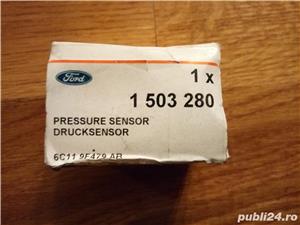 Ford
1 x
1 503 280
PRESSURE SENSOR
DRUCKSENSOR
6C11 9F479 AB
publi24.ro